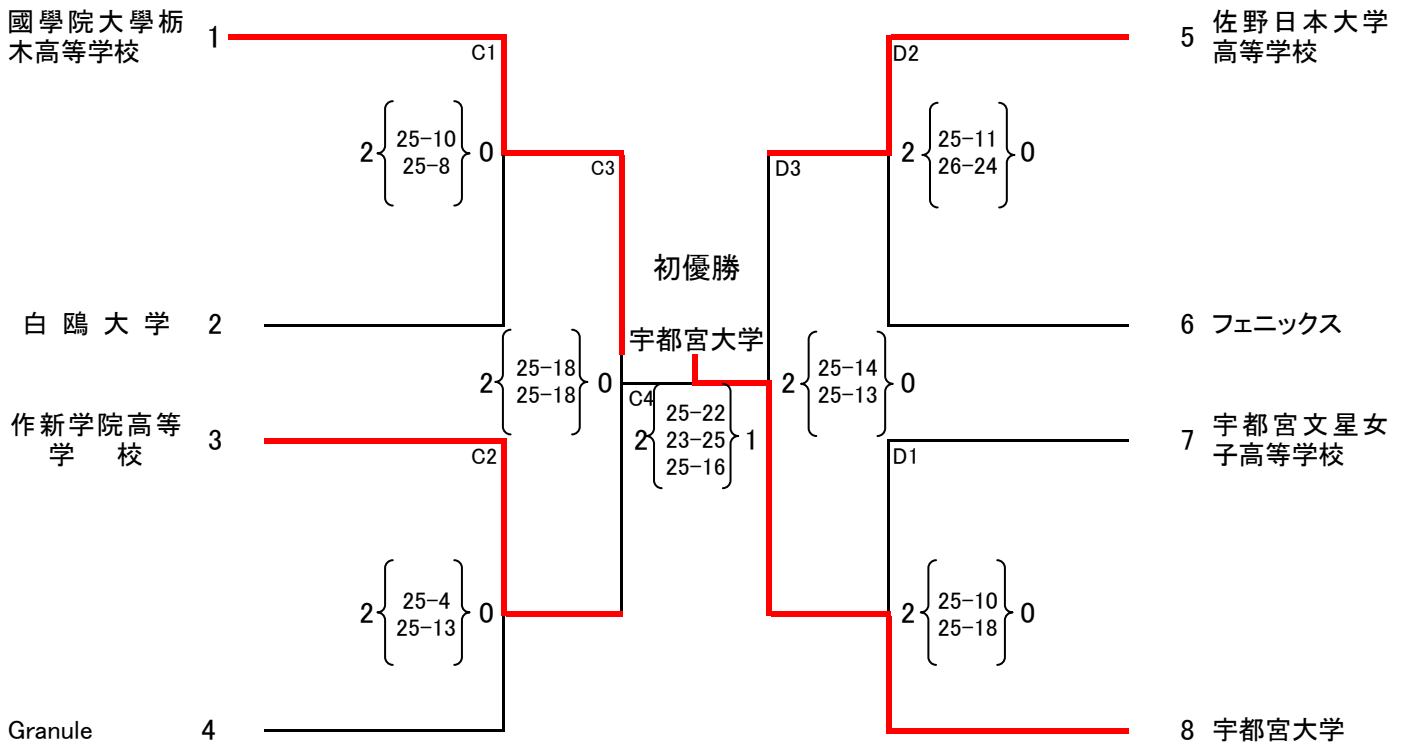 國學院大學栃
木高等学校
1
C1
2 25-10 0
25-8
C3
白鴎大学 2
2 25-18 0
25-18
作新学院高等
学校
3
C2
2 25-4 0
25-13
Granule 4
初優勝
宇都宮大学
C4
2 25-22 1
23-25
25-16
5
佐野日本大学
高等学校
D2
2 25-11 0
26-24
D3
6 フェニックス
2 25-14 0
25-13
7
宇都宮文星女
子高等学校
D1
2 25-10 0
25-18
8 宇都宮大学